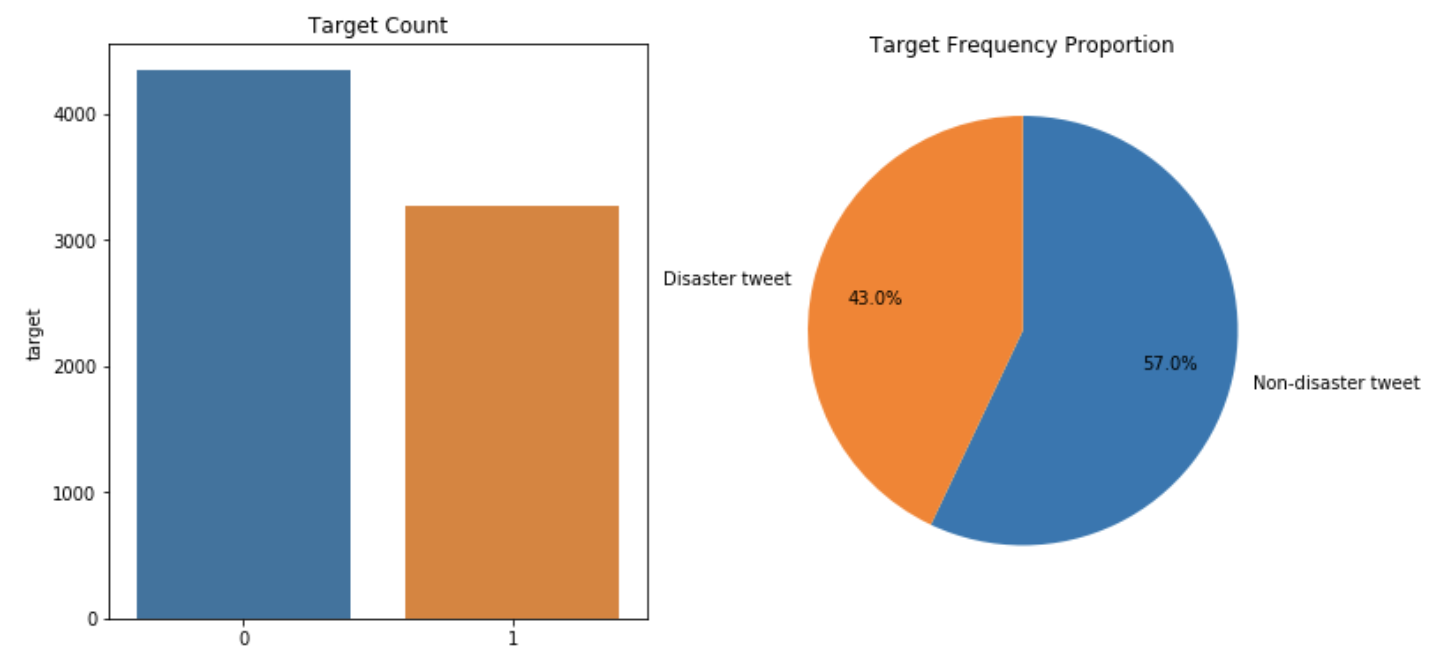 Target Count
4000
3000
2000
1000
0
target
0
1
Target Frequency Proportion
Disaster tweet
43.0%
57.0%
Non-disaster tweet